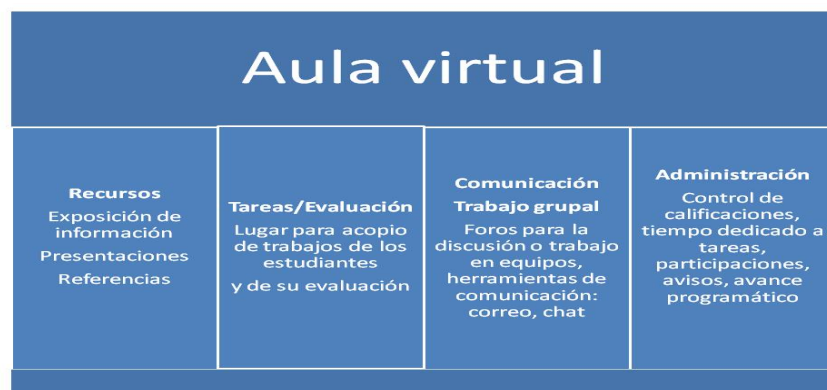 Aula virtual
Recursos
Exposición de
información
Presentaciones
Referencias
Tareas/Evaluación
Lugar para acopio
de trabajos de los
estudiantes
y de su evaluación
Comunicación
Trabajo grupal
Foros para la
discusión o trabajo
en equipos,
herramientas de
comunicación:
correo, chat
Administración
Control de
calificaciones,
tiempo dedicado a
tareas,
participaciones,
avisos, avance
programático